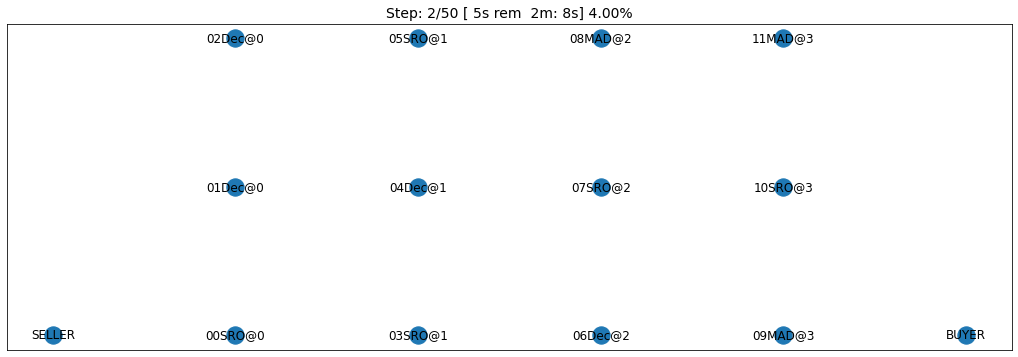 Step: 2/50 [ 5s rem  2m: 8s] 4.00%
02Dec@0 05SRO@1 08MAD@2 11MAD@3
01Dec@0 04Dec@1 07SRO@2 10SRO@3
SELLER 00SRO@0 03SRO@1 06Dec@2 09MAD@3 BUYER